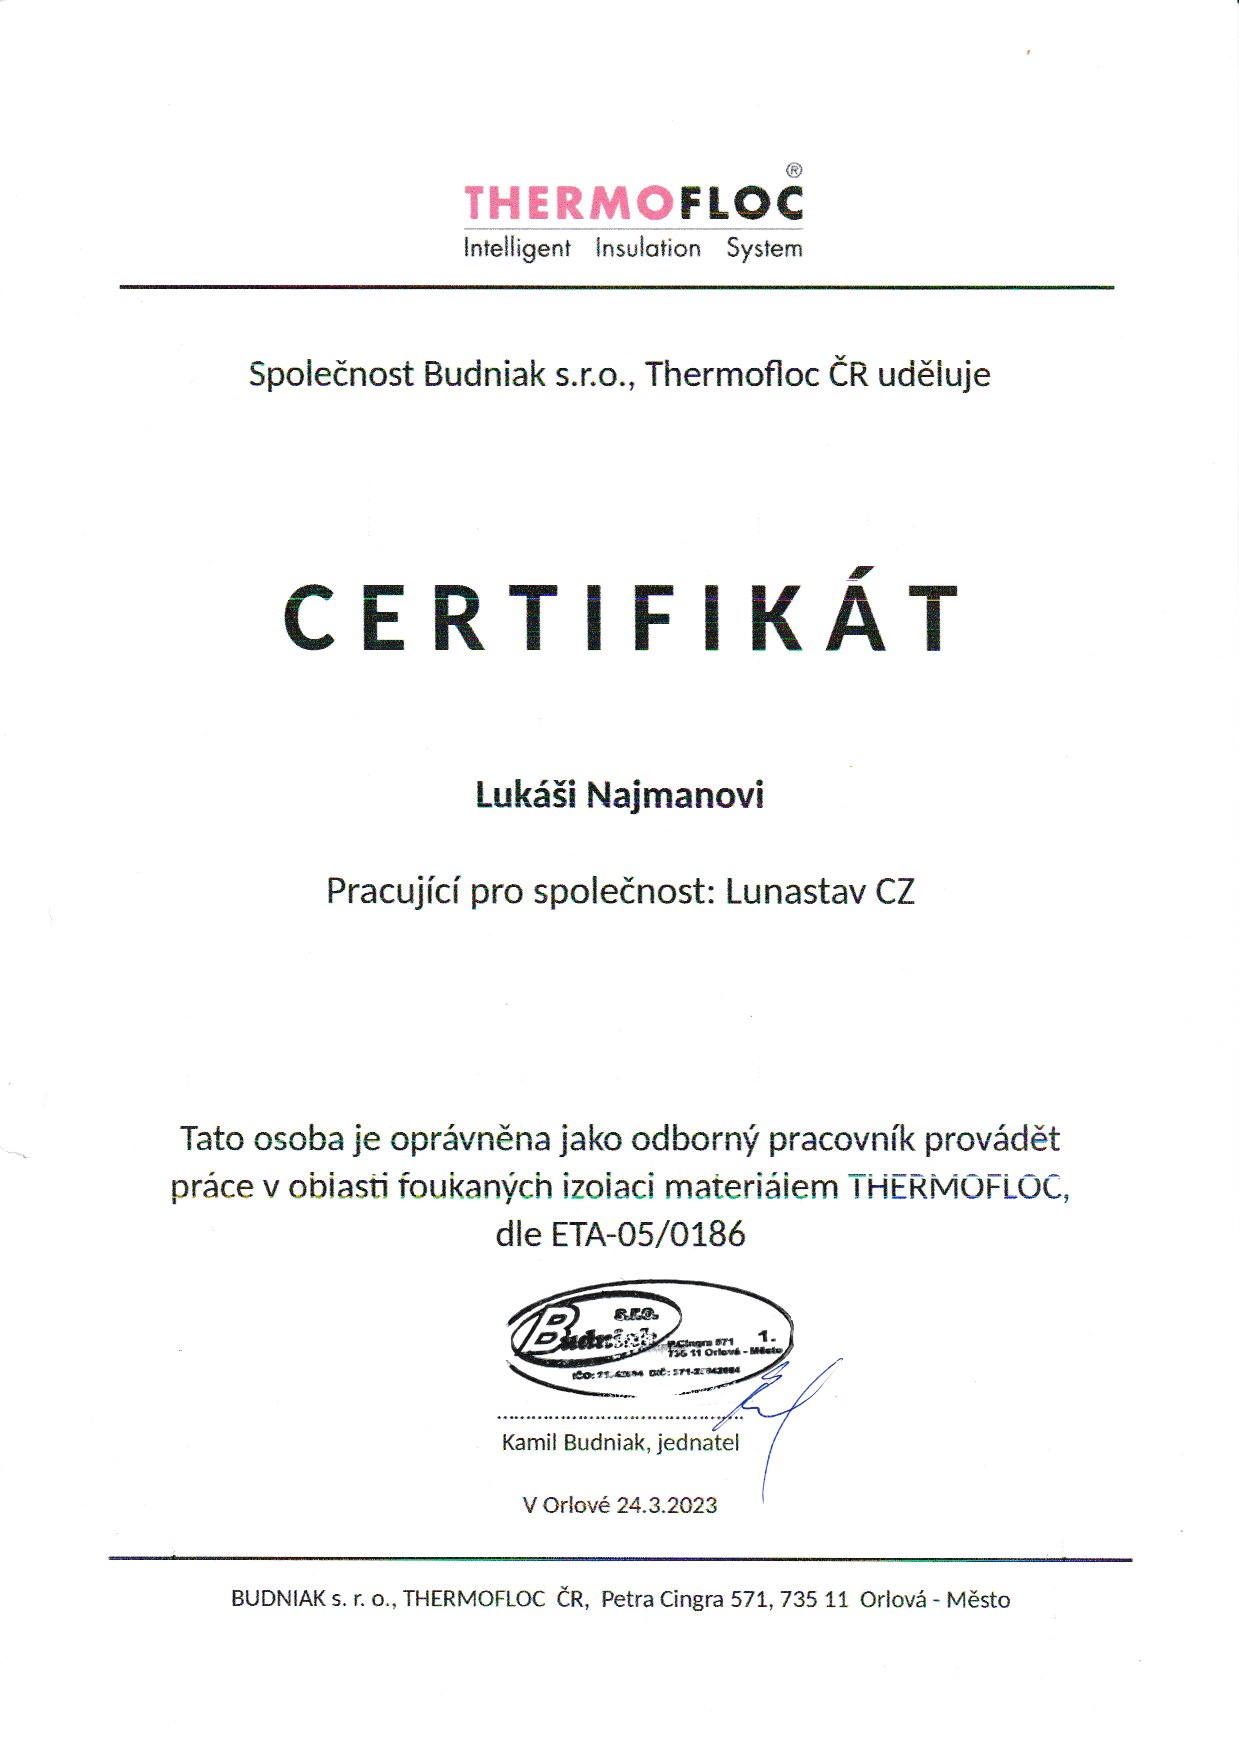 ®
THERMOFLOC
Intelligent Insulation System
Společnost Budniak s.r.o., Thermofloc ČR uděluje
CERTIFIKÁT
Lukáši Najmanovi
Pracující pro společnost: Lunastav CZ
Tato osoba je oprávněna jako odborný pracovník provádět
práce v oblasti foukaných izolaci materiálem THERMOFLOC,
dle ETA-05/0186
s.r.o.
Budniak
P.Cingra 571 1.
735 11 Orlová - Město
IČO: DIČ:
Kamil Budniak, jednatel
V Orlové 24.3.2023
BUDNIAK s. r. o., THERMOFLOC ČR, Petra Cingra 571, 735 11 Orlová - Město